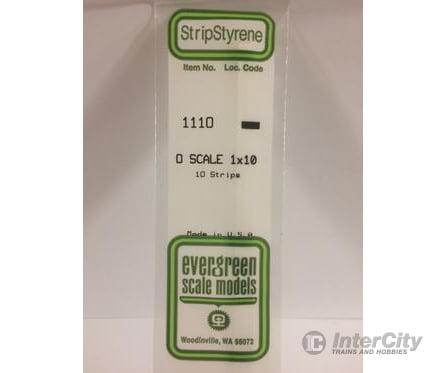 StripStyrene
Item No. Loc. Code
1110
O SCALE 1x10
10 Strips
Made in U.S.A.
evergreen
scale models
Woodinville, WA 98072
IC InterCity
TRAINS AND HOBBIES